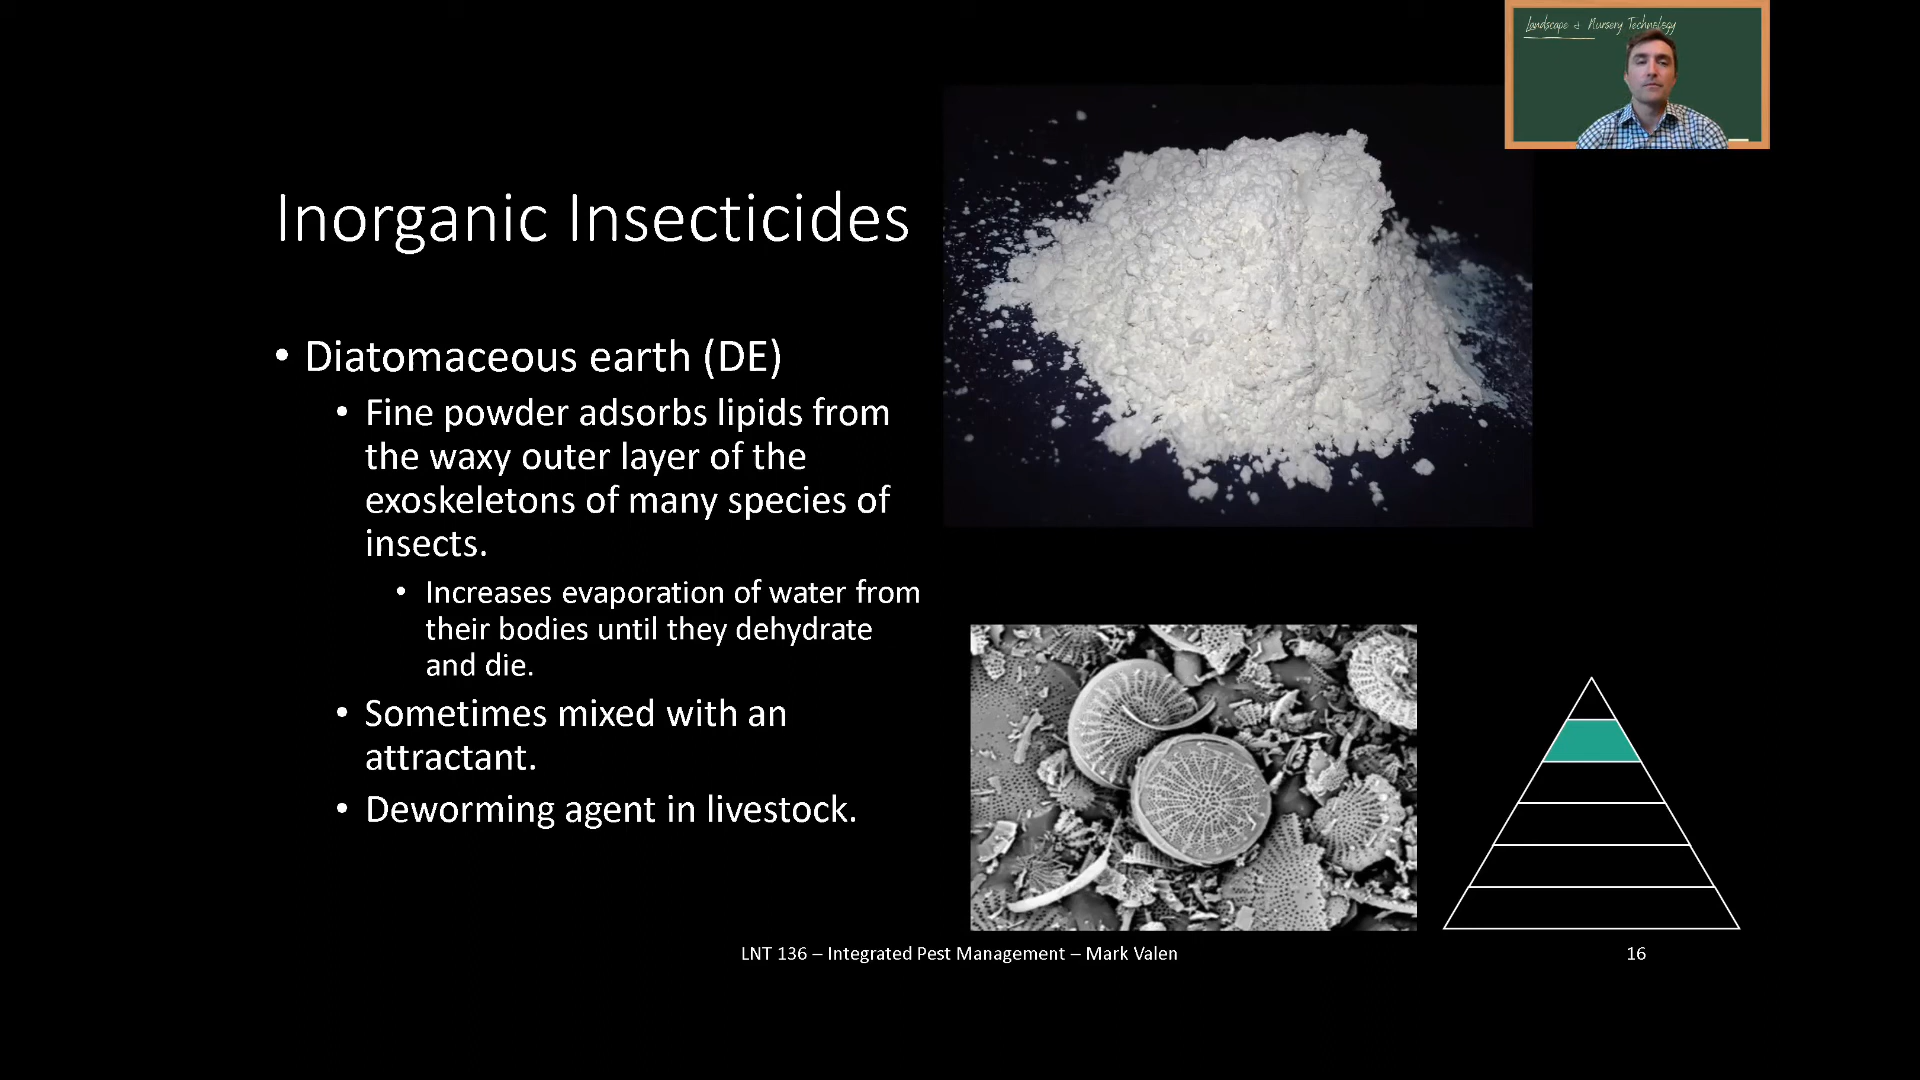 Landscape & Nursery Technology
Inorganic Insecticides
• Diatomaceous earth (DE)
• Fine powder adsorbs lipids from
the waxy outer layer of the
exoskeletons of many species of
insects.
• Increases evaporation of water from
their bodies until they dehydrate
and die.
• Sometimes mixed with an
attractant.
• Deworming agent in livestock.
LNT 136 – Integrated Pest Management – Mark Valen
16